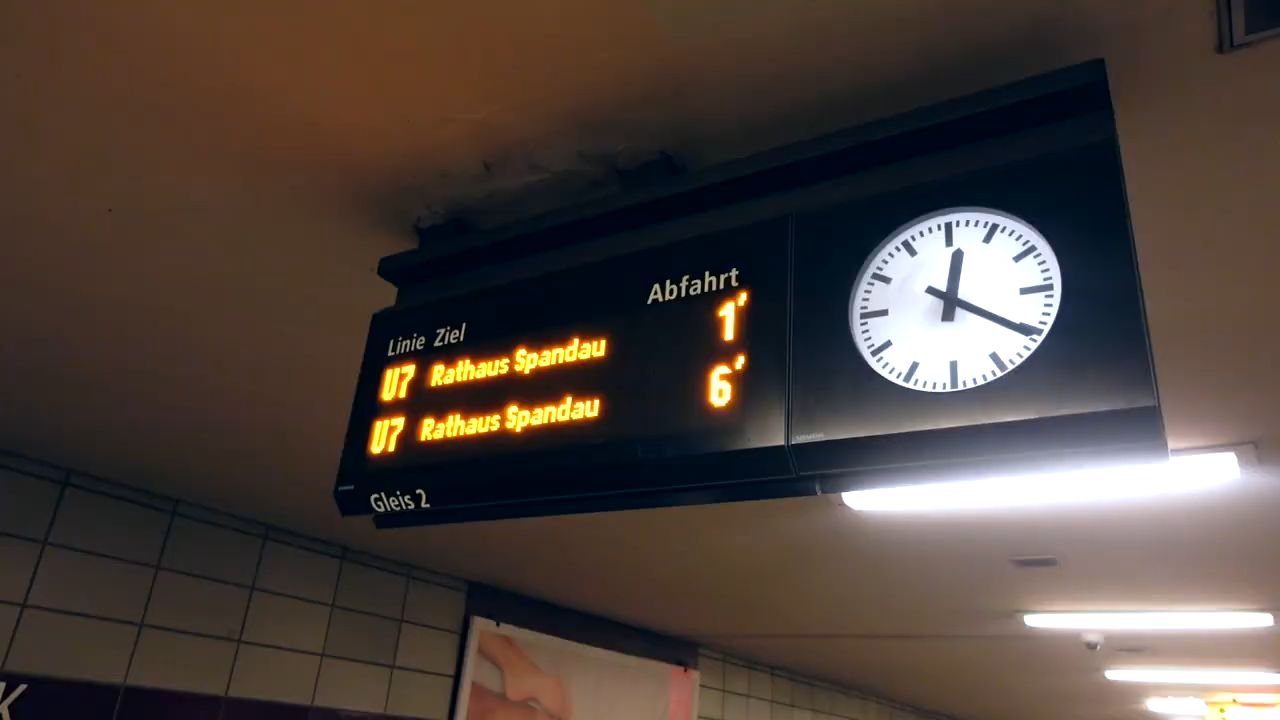 Linie Ziel Abfahrt
U7 Rathaus Spandau 1'
U7 Rathaus Spandau 6'
Gleis 2
K